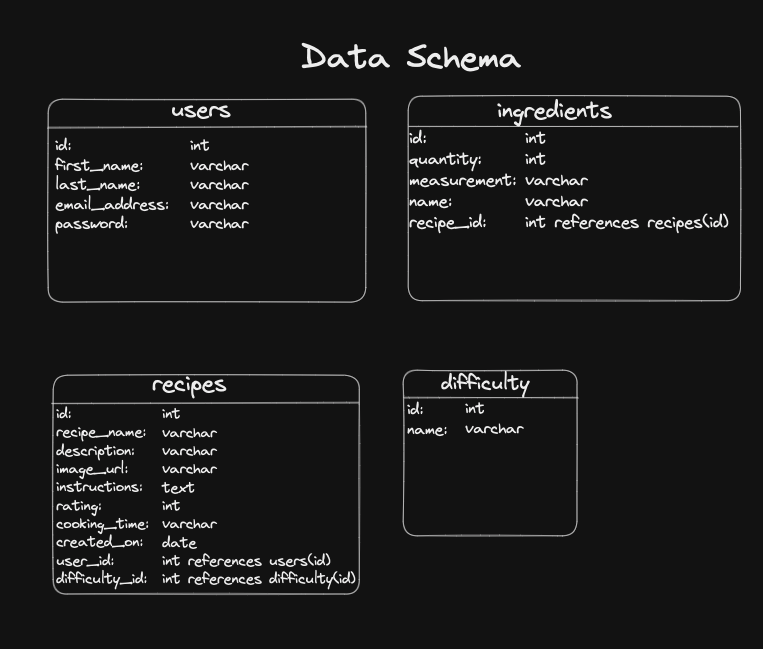 Data Schema
users
id: int
first_name: varchar
last_name: varchar
email_address: varchar
password: varchar
ingredients
id: int
quantity: int
measurement: varchar
name: varchar
recipe_id: int references recipes(id)
recipes
id: int
recipe_name: varchar
description: varchar
image_url: varchar
instructions: text
rating: int
cooking_time: varchar
created_on: date
user_id: int references users(id)
difficulty_id: int references difficulty(id)
difficulty
id: int
name: varchar